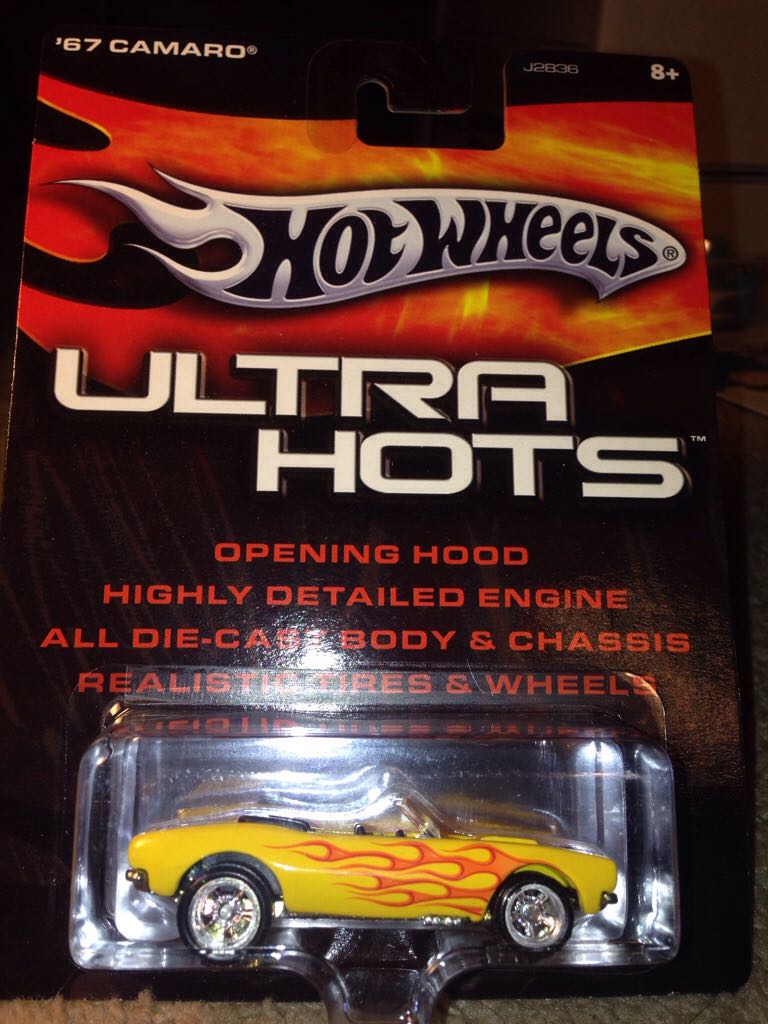 '67 CAMARO®
J2836
8+
HOT WHEELS®
ULTRA
HOTS™
OPENING HOOD
HIGHLY DETAILED ENGINE
ALL DIE-CAST BODY & CHASSIS
REALISTIC TIRES & WHEELS